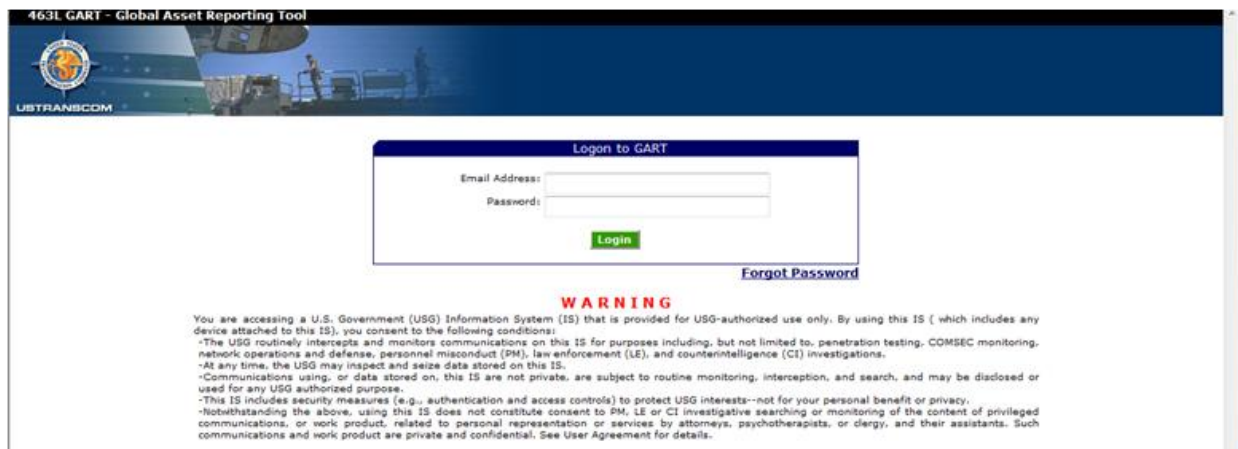 463L GART - Global Asset Reporting Tool
USTRANSCOM
Logon to GART
Email Address:
Password:
Login
Forgot Password
WARNING
You are accessing a U.S. Government (USG) Information System (IS) that is provided for USG-authorized use only. By using this IS ( which includes any
device attached to this IS), you consent to the following conditions:
-The USG routinely intercepts and monitors communications on this IS for purposes including, but not limited to, penetration testing, COMSEC monitoring,
network operations and defense, personnel misconduct (PM), law enforcement (LE), and counterintelligence (CI) investigations.
-At any time, the USG may inspect and seize data stored on this IS.
-Communications using, or data stored on, this IS are not private, are subject to routine monitoring, interception, and search, and may be disclosed or
used for any USG authorized purpose.
-This IS includes security measures (e.g., authentication and access controls) to protect USG interests--not for your personal benefit or privacy.
-Notwithstanding the above, using this IS does not constitute consent to PM, LE or CI investigative searching or monitoring of the content of privileged
communications, or work product, related to personal representation or services by attorneys, psychotherapists, or clergy, and their assistants. Such
communications and work product are private and confidential. See User Agreement for details.